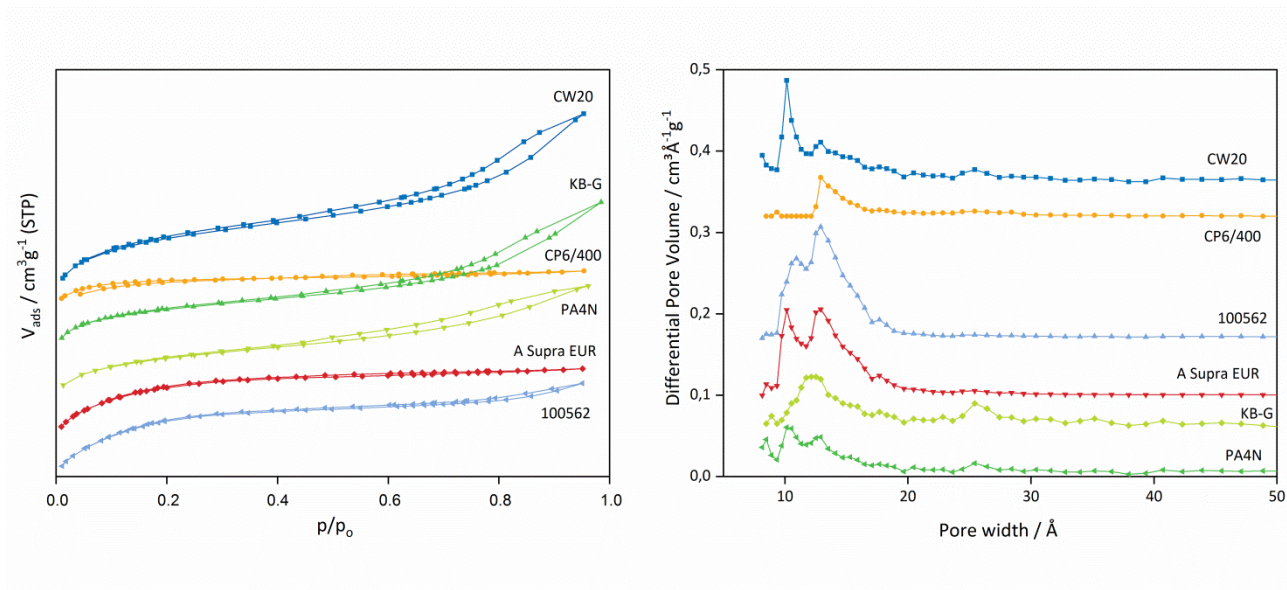 V_ads / cm³g⁻¹ (STP)
CW20
KB-G
CP6/400
PA4N
A Supra EUR
100562
0.0
0.2
0.4
0.6
0.8
1.0
p/p₀
Differential Pore Volume / cm³Å⁻¹g⁻¹
0,5
0,4
0,3
0,2
0,1
0,0
CW20
CP6/400
100562
A Supra EUR
KB-G
PA4N
10
20
30
40
50
Pore width / Å